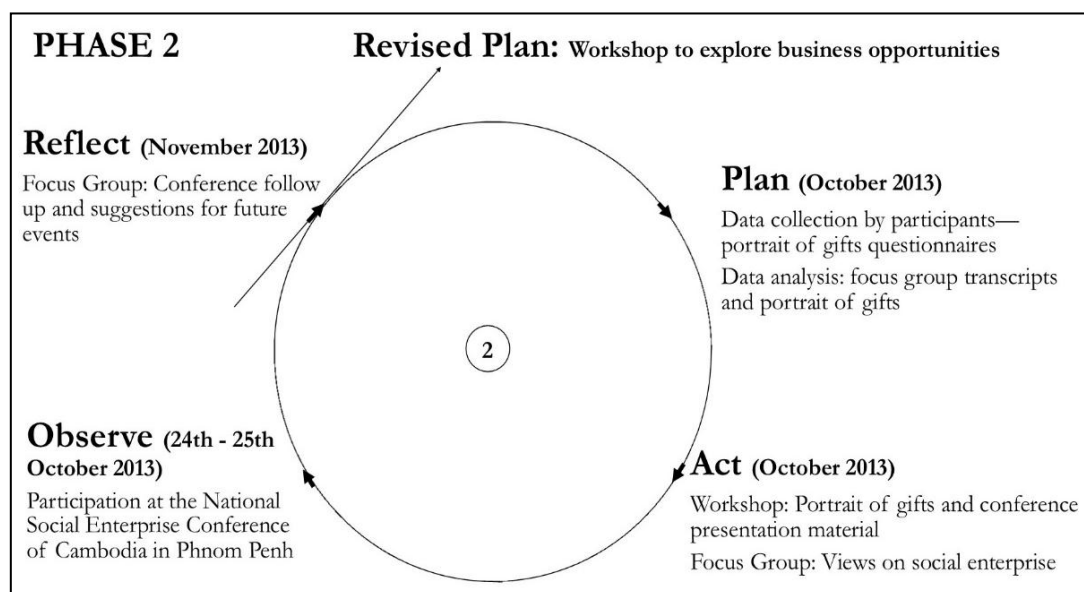 PHASE 2
Revised Plan: Workshop to explore business opportunities
Reflect (November 2013)
Focus Group: Conference follow
up and suggestions for future
events
Plan (October 2013)
Data collection by participants—
portrait of gifts questionnaires
Data analysis: focus group transcripts
and portrait of gifts
2
Act (October 2013)
Workshop: Portrait of gifts and conference
presentation material
Focus Group: Views on social enterprise
Observe (24th - 25th
October 2013)
Participation at the National
Social Enterprise Conference
of Cambodia in Phnom Penh